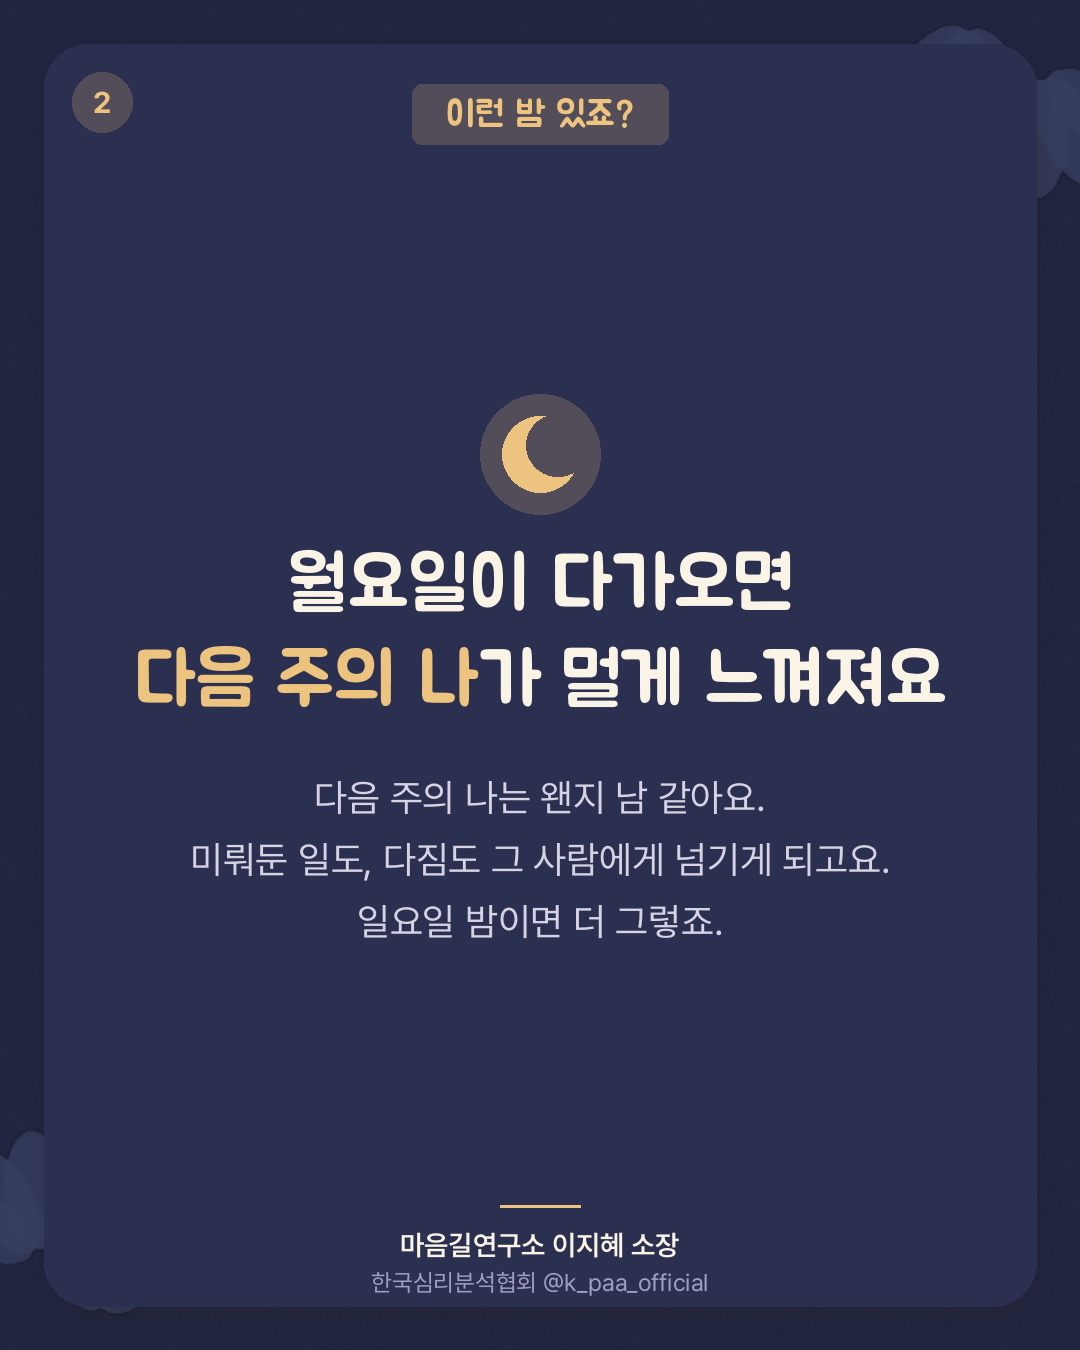 2
이런 밤 있죠?
월요일이 다가오면
다음 주의 나가 멀게 느껴져요
다음 주의 나는 왠지 남 같아요.
미뤄둔 일도, 다짐도 그 사람에게 넘기게 되고요.
일요일 밤이면 더 그렇죠.
마음길연구소 이지혜 소장
한국심리분석협회 @k_paa_official